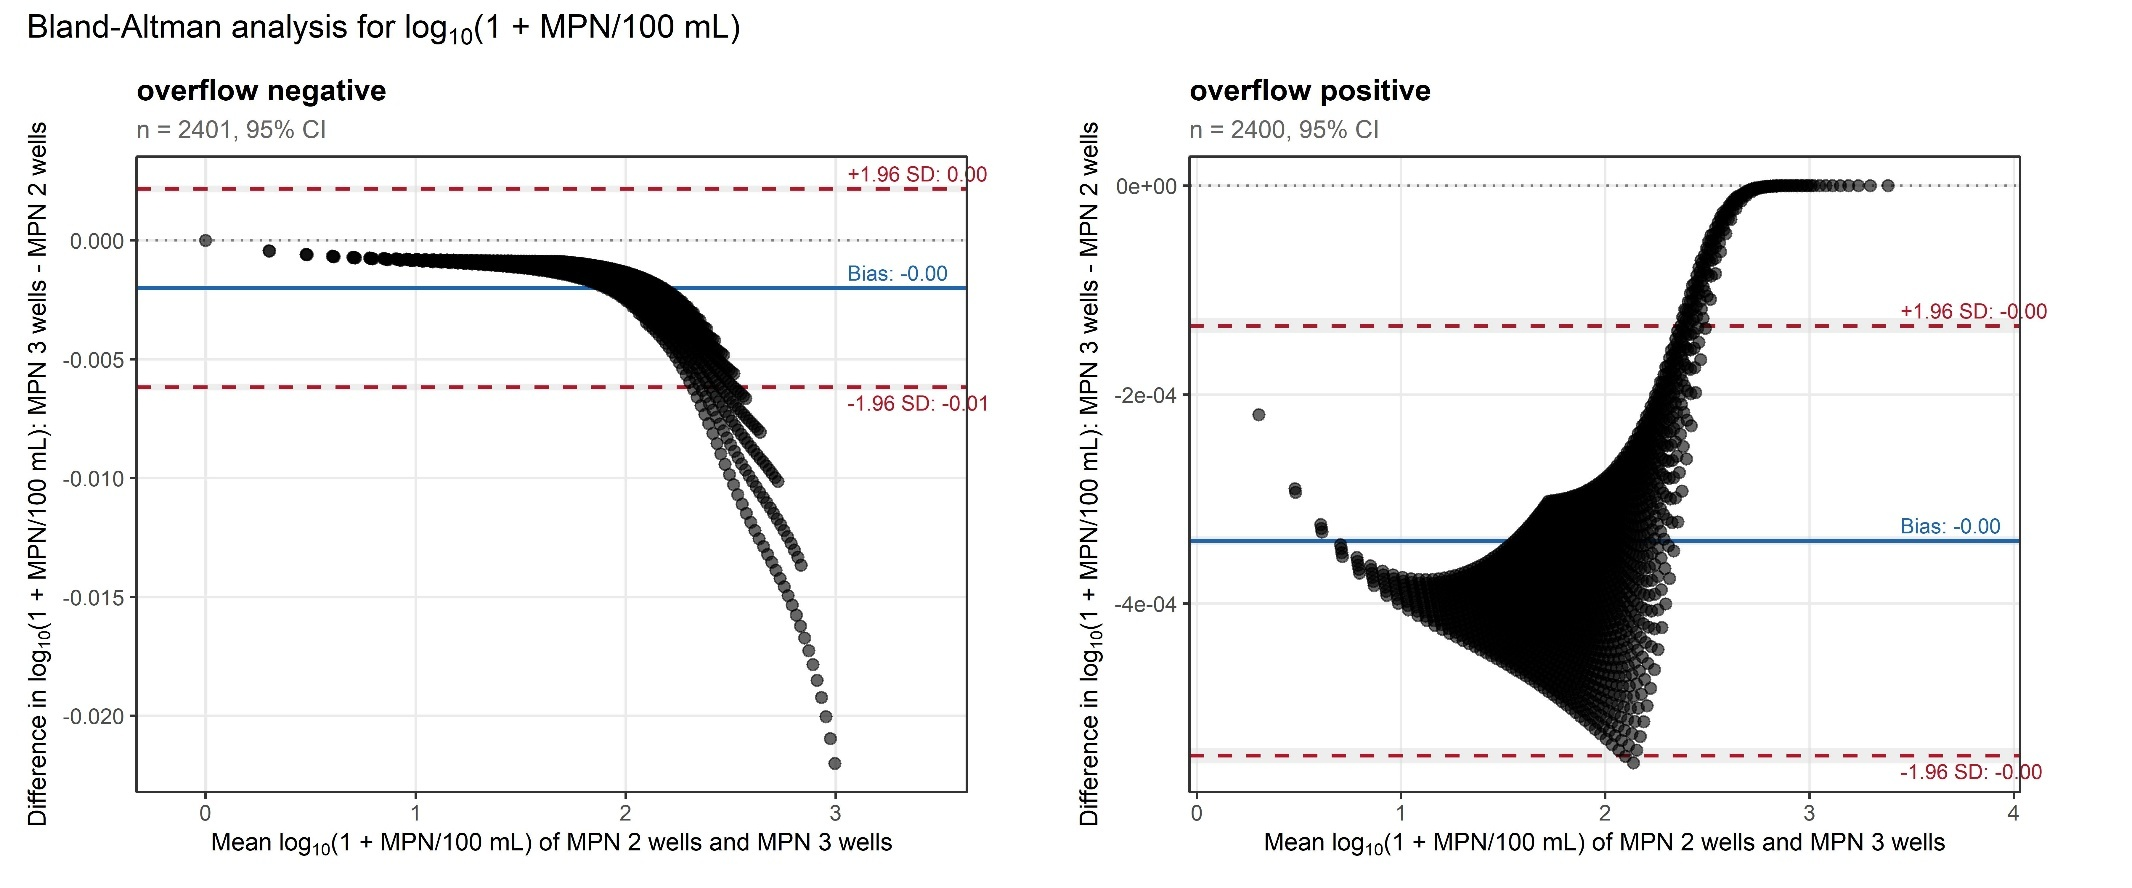 Bland-Altman analysis for log₁₀(1 + MPN/100 mL)
overflow negative
n = 2401, 95% CI
Difference in log₁₀(1 + MPN/100 mL): MPN 3 wells - MPN 2 wells
+1.96 SD: 0.00
0.000
Bias: -0.00
-0.005
-1.96 SD: -0.01
-0.010
-0.015
-0.020
0 1 2 3
Mean log₁₀(1 + MPN/100 mL) of MPN 2 wells and MPN 3 wells
overflow positive
n = 2400, 95% CI
Difference in log₁₀(1 + MPN/100 mL): MPN 3 wells - MPN 2 wells
0e+00
+1.96 SD: -0.00
-2e-04
Bias: -0.00
-4e-04
-1.96 SD: -0.00
0 1 2 3 4
Mean log₁₀(1 + MPN/100 mL) of MPN 2 wells and MPN 3 wells